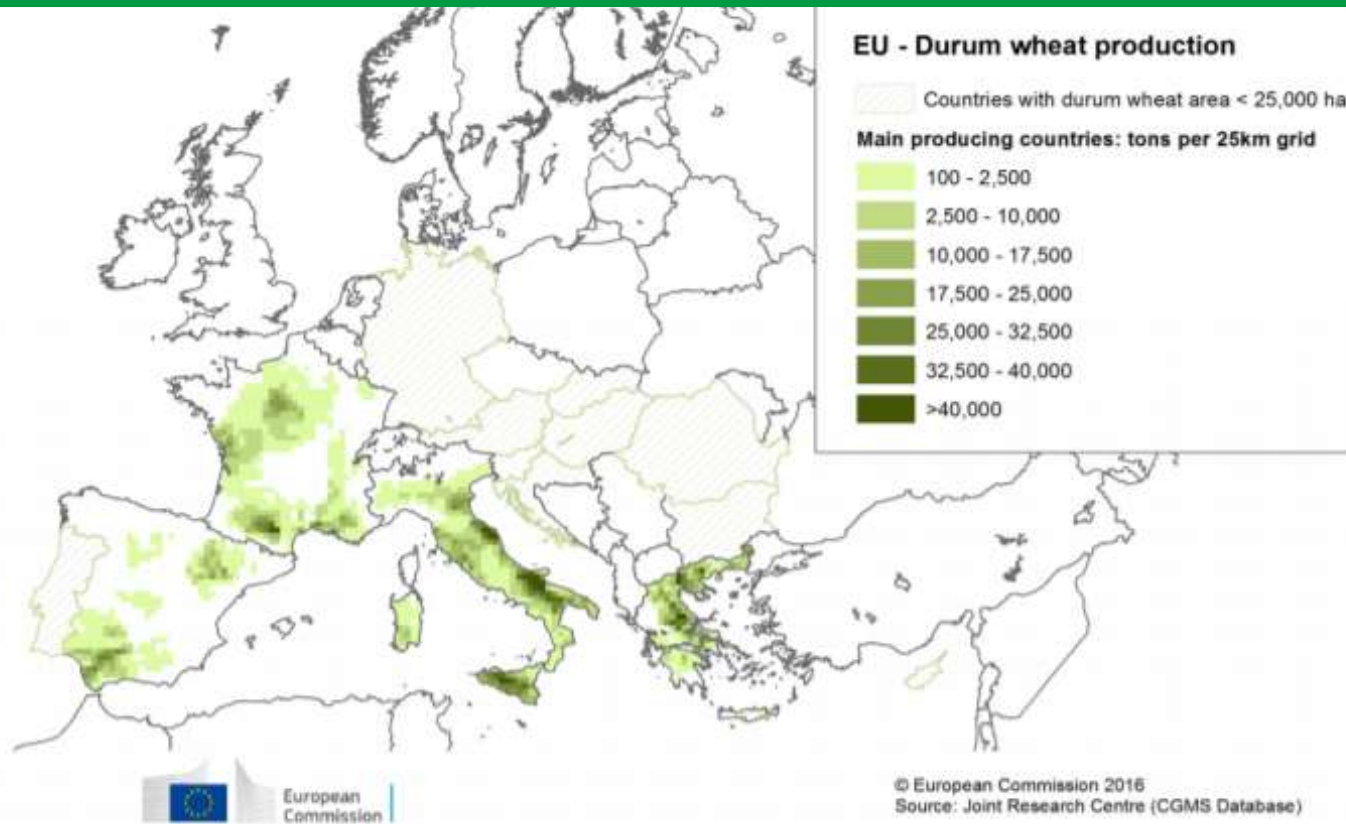 EU - Durum wheat production
Countries with durum wheat area < 25,000 ha
Main producing countries: tons per 25km grid
100 - 2,500
2,500 - 10,000
10,000 - 17,500
17,500 - 25,000
25,000 - 32,500
32,500 - 40,000
>40,000
European
Commission
© European Commission 2016
Source: Joint Research Centre (CGMS Database)